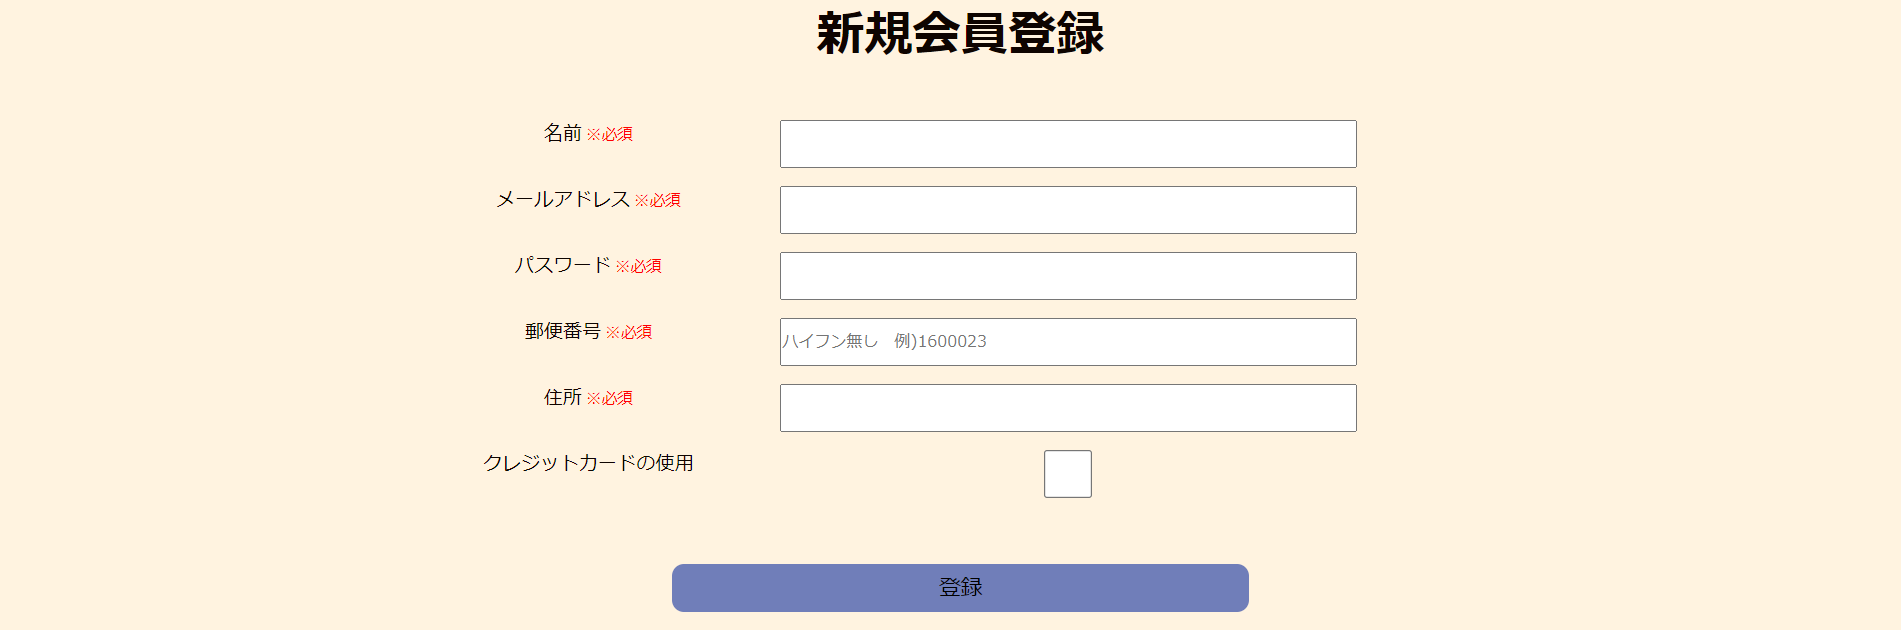 新規会員登録
名前 ※必須
メールアドレス ※必須
パスワード ※必須
郵便番号 ※必須
ハイフン無し　例)1600023
住所 ※必須
クレジットカードの使用
登録